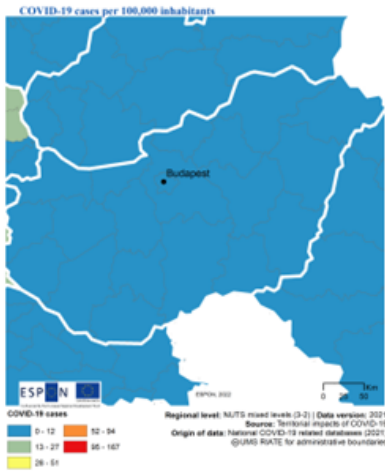 COVID-19 cases per 100,000 inhabitants
Budapest
ESPON
ESPON, 2022
Km
0 20 50
COVID-19 cases
0 - 12
13 - 27
28 - 51
52 - 94
95 - 167
Regional level: NUTS mixed levels (3-2) | Data version: 2021
Source: Territorial impacts of COVID-19
Origin of data: National COVID-19 related databases (2021)
@UMS RIATE for administrative boundaries